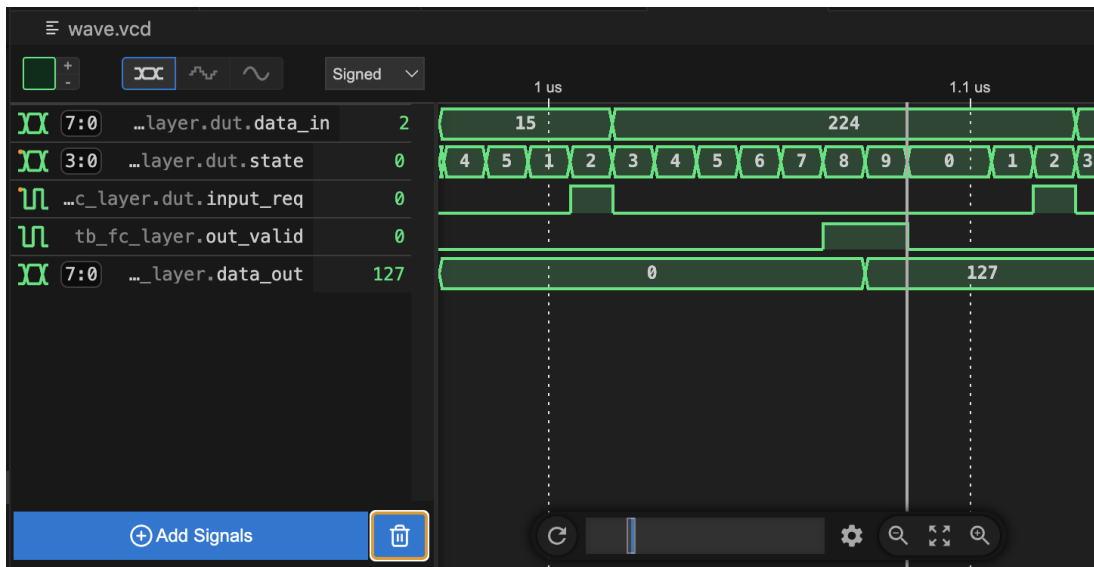 wave.vcd
+
-
Signed
1 us
1.1 us
7:0 …layer.dut.data_in 2 15 224
3:0 …layer.dut.state 0 4 5 1 2 3 4 5 6 7 8 9 0 1 2 3
…c_layer.dut.input_req 0
tb_fc_layer.out_valid 0
7:0 …_layer.data_out 127 0 127
Add Signals